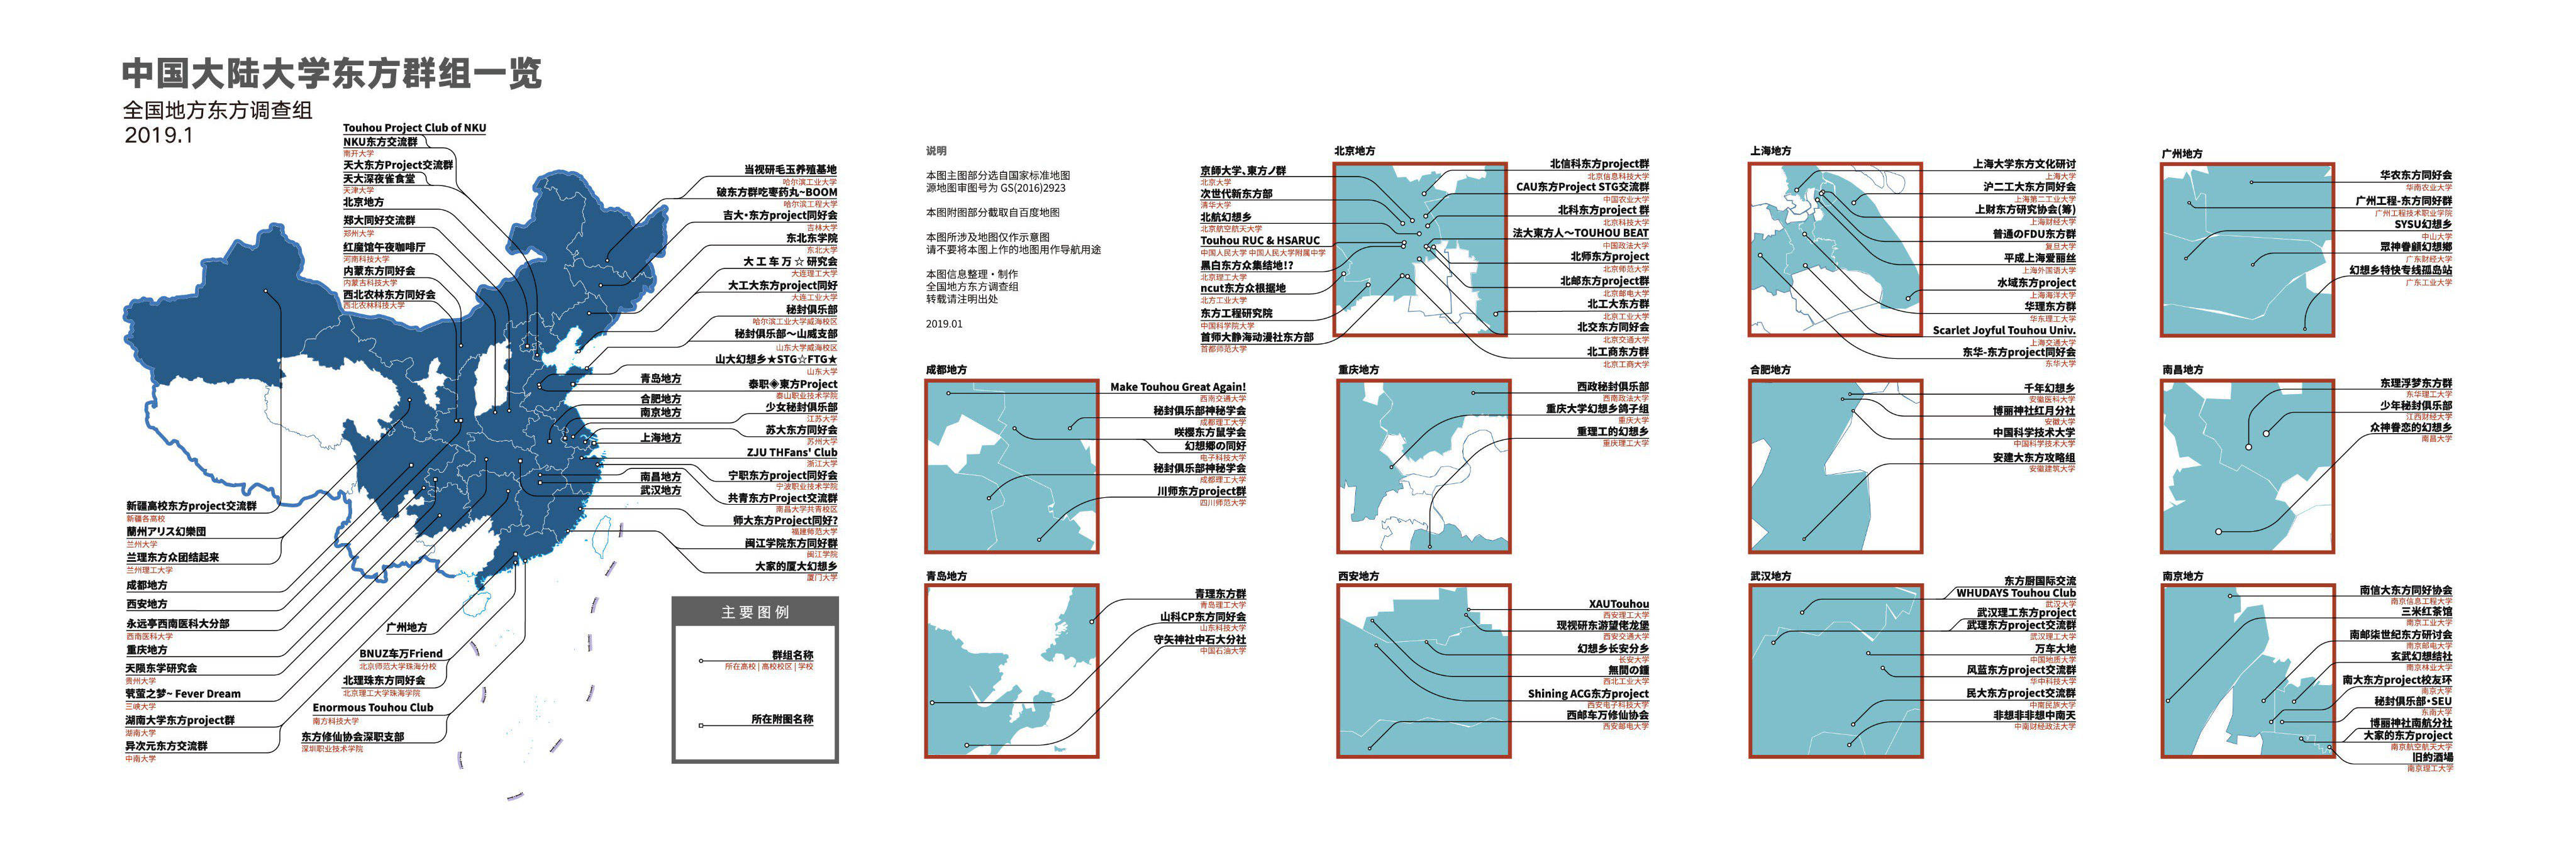 中国大陆大学东方群组一览
全国地方东方调查组
2019.1
Touhou Project Club of NKU
NKU东方交流群
南开大学
天大东方Project交流群
天大深夜雀食堂
天津大学
北京地方
郑大同好交流群
郑州大学
红魔馆午夜咖啡厅
河南科技大学
内蒙东方同好会
内蒙古科技大学
西北农林东方同好会
西北农林科技大学
当视研毛玉养殖基地
哈尔滨工业大学
破东方群吃枣药丸~BOOM
哈尔滨工程大学
吉大·东方project同好会
吉林大学
东北东学院
东北大学
大工车万☆研究会
大连理工大学
大工大东方project同好
大连工业大学
秘封俱乐部
哈尔滨工业大学威海校区
秘封俱乐部～山威支部
山东大学威海校区
山大幻想乡★STG☆FTG★
山东大学
青岛地方
泰职◈東方Project
泰山职业技术学院
合肥地方
少女秘封俱乐部
江苏大学
南京地方
苏大东方同好会
苏州大学
上海地方
ZJU THFans' Club
浙江大学
宁职东方project同好会
宁波职业技术学院
南昌地方
武汉地方
共青东方Project交流群
南昌大学共青校区
师大东方Project同好?
福建师范大学
闽江学院东方同好群
闽江学院
大家的厦大幻想乡
厦门大学
新疆高校东方project交流群
新疆各高校
蘭州アリス幻樂団
兰州大学
兰理东方众团结起来
兰州理工大学
成都地方
西安地方
永远亭西南医科大分部
西南医科大学
重庆地方
天陨东学研究会
贵州大学
茕萤之梦~ Fever Dream
三峡大学
湖南大学东方project群
湖南大学
异次元东方交流群
中南大学
广州地方
BNUZ车万Friend
北京师范大学珠海分校
北理珠东方同好会
北京理工大学珠海学院
Enormous Touhou Club
南方科技大学
东方修仙协会深职支部
深圳职业技术学院
主要图例
群组名称
所在高校 | 高校校区 | 学校
所在附图名称
说明
本图主图部分选自国家标准地图
源地图审图号为 GS(2016)2923
本图附图部分截取自百度地图
本图所涉及地图仅作示意图
请不要将本图上作的地图用作导航用途
本图信息整理·制作
全国地方东方调查组
转载请注明出处
2019.01
北京地方
京師大学、東方ノ群
北京大学
次世代新东方部
清华大学
北航幻想乡
北京航空航天大学
Touhou RUC & HSARUC
中国人民大学 中国人民大学附属中学
黑白东方众集结地!?
北京理工大学
ncut东方众根据地
北方工业大学
东方工程研究院
中国科学院大学
首师大静海动漫社东方部
首都师范大学
北信科东方project群
北京信息科技大学
CAU东方Project STG交流群
中国农业大学
北科东方project 群
北京科技大学
法大東方人～TOUHOU BEAT
中国政法大学
北师东方project
北京师范大学
北邮东方project群
北京邮电大学
北工大东方群
北京工业大学
北交东方同好会
北京交通大学
北工商东方群
北京工商大学
上海地方
上海大学东方文化研讨
上海大学
沪二工大东方同好会
上海第二工业大学
上财东方研究协会(筹)
上海财经大学
普通のFDU东方群
复旦大学
平成上海爱丽丝
上海外国语大学
水域东方project
上海海洋大学
华理东方群
华东理工大学
Scarlet Joyful Touhou Univ.
上海交通大学
东华-东方project同好会
东华大学
广州地方
华农东方同好会
华南农业大学
广州工程-东方同好群
广州工程技术职业学院
SYSU幻想乡
中山大学
眾神眷顧幻想鄉
广东财经大学
幻想乡特快专线孤岛站
广东工业大学
成都地方
Make Touhou Great Again!
西南交通大学
秘封俱乐部神秘学会
成都理工大学
咲樱东方鼠学会
幻想郷の同好
电子科技大学
秘封俱乐部神秘学会
成都理工大学
川师东方project群
四川师范大学
重庆地方
西政秘封俱乐部
西南政法大学
重庆大学幻想乡鸽子组
重庆大学
重理工的幻想乡
重庆理工大学
合肥地方
千年幻想乡
安徽医科大学
博丽神社红月分社
安徽大学
中国科学技术大学
中国科学技术大学
安建大东方攻略组
安徽建筑大学
南昌地方
东理浮梦东方群
东华理工大学
少年秘封俱乐部
江西财经大学
众神眷恋的幻想乡
南昌大学
青岛地方
青理东方群
青岛理工大学
山科CP东方同好会
山东科技大学
守矢神社中石大分社
中国石油大学
西安地方
XAUTouhou
西安理工大学
现视研东游望佬龙堡
西安交通大学
幻想乡长安分乡
长安大学
無間の鐘
西北工业大学
Shining ACG东方project
西安电子科技大学
西邮车万修仙协会
西安邮电大学
武汉地方
东方厨国际交流
WHUDAYS Touhou Club
武汉大学
武汉理工东方project
武理东方project交流群
武汉理工大学
万车大地
中国地质大学
风蓝东方project交流群
华中科技大学
民大东方project交流群
中南民族大学
非想非非想中南天
中南财经政法大学
南京地方
南信大东方同好协会
南京信息工程大学
三米红茶馆
南京工业大学
南邮柒世纪东方研讨会
南京邮电大学
玄武幻想结社
南京林业大学
南大东方project校友环
南京大学
秘封俱乐部·SEU
东南大学
博丽神社南航分社
大家的东方project
南京航空航天大学
旧约酒場
南京理工大学